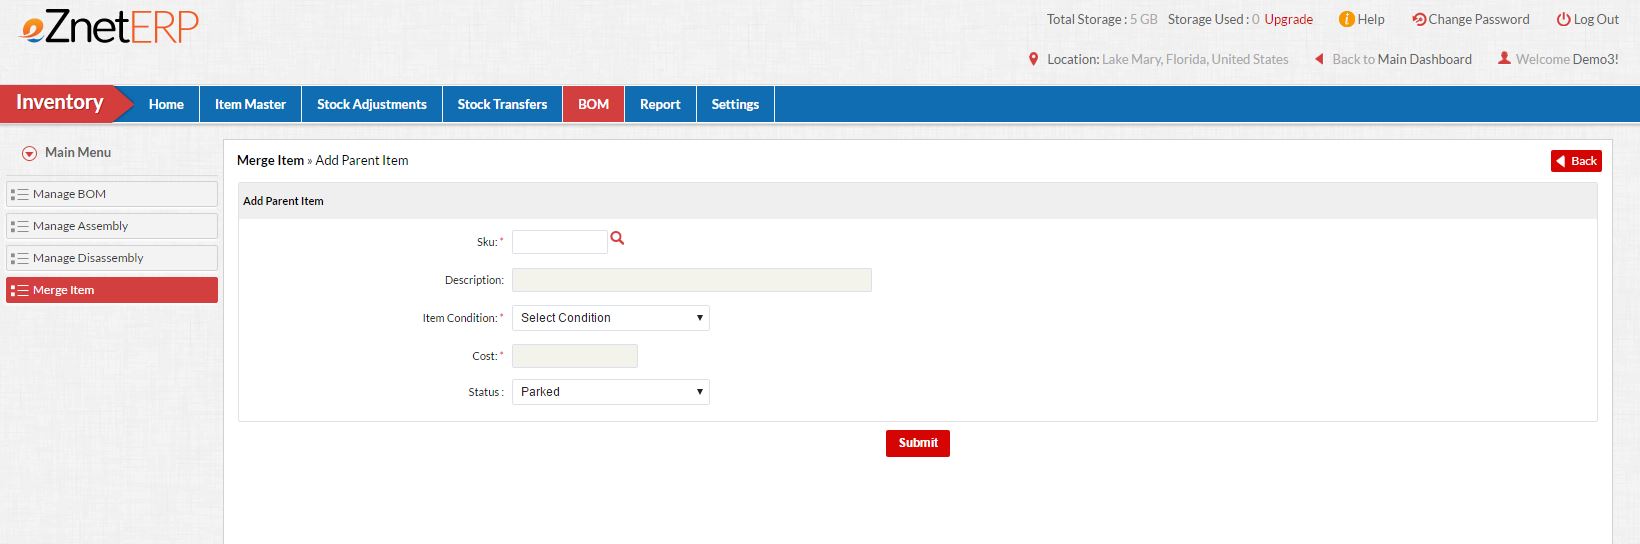 eZnetERP
Total Storage : 5 GB Storage Used : 0 Upgrade Help Change Password Log Out
Location: Lake Mary, Florida, United States Back to Main Dashboard Welcome Demo3!
Inventory Home Item Master Stock Adjustments Stock Transfers BOM Report Settings
Main Menu
Manage BOM
Manage Assembly
Manage Disassembly
Merge Item
Merge Item » Add Parent Item Back
Add Parent Item
Sku: *
Description:
Item Condition: * Select Condition
Cost: *
Status : Parked
Submit